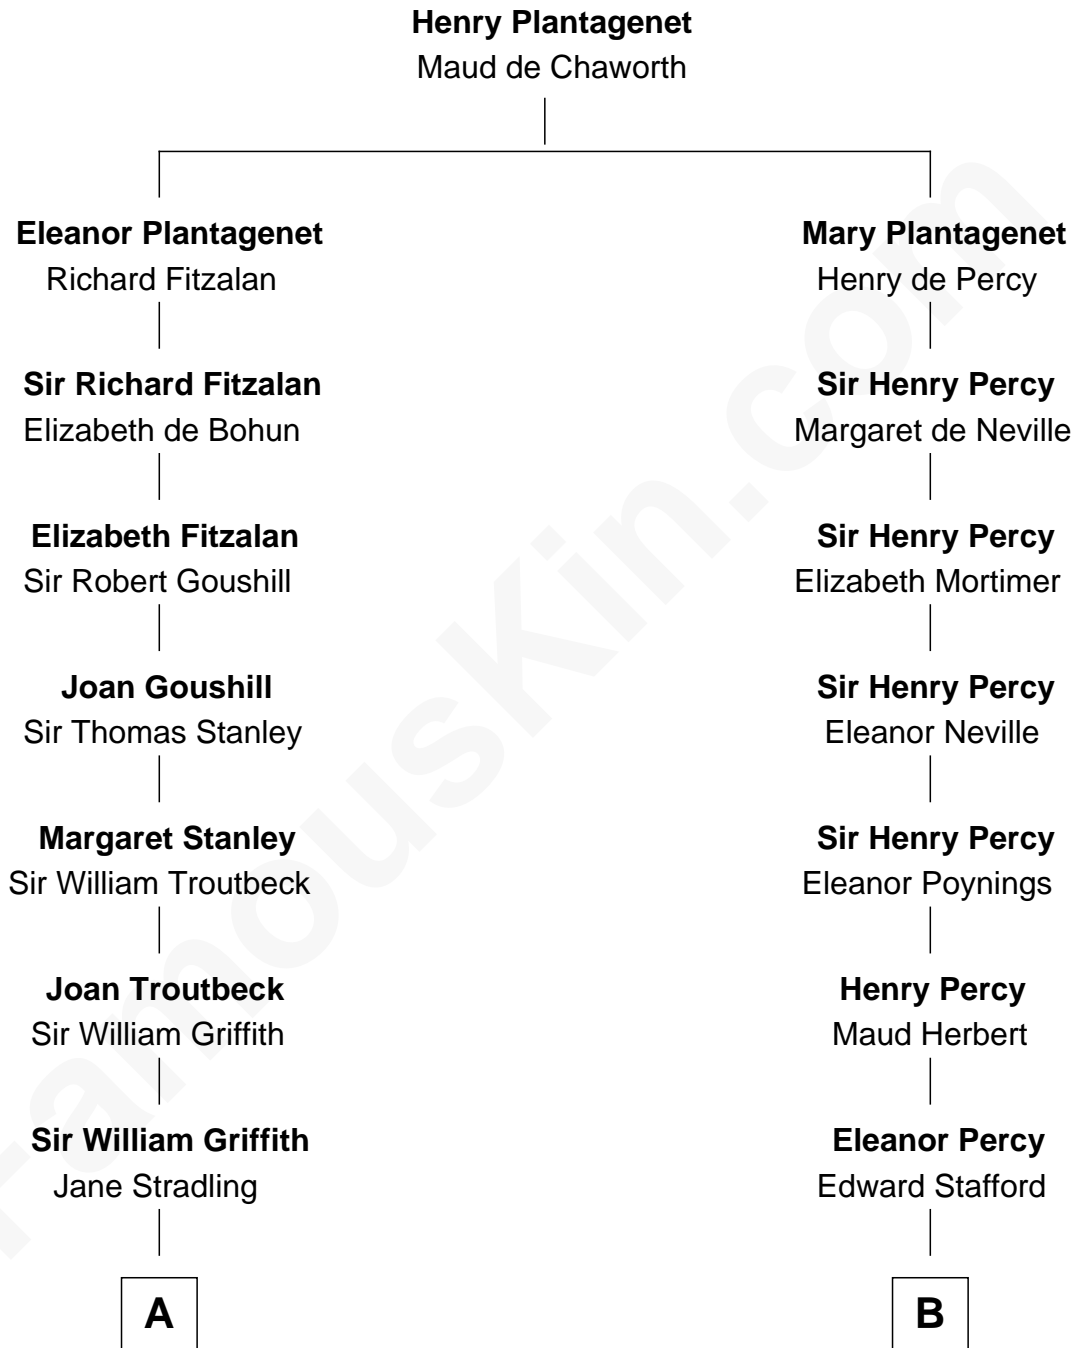 Henry Plantagenet
Maud de Chaworth
Eleanor Plantagenet
Richard Fitzalan
Mary Plantagenet
Henry de Percy
Sir Richard Fitzalan
Elizabeth de Bohun
Sir Henry Percy
Margaret de Neville
Elizabeth Fitzalan
Sir Robert Goushill
Sir Henry Percy
Elizabeth Mortimer
Joan Goushill
Sir Thomas Stanley
Sir Henry Percy
Eleanor Neville
Margaret Stanley
Sir William Troutbeck
Sir Henry Percy
Eleanor Poynings
Joan Troutbeck
Sir William Griffith
Henry Percy
Maud Herbert
Sir William Griffith
Jane Stradling
Eleanor Percy
Edward Stafford
A
B
FamousKin.com